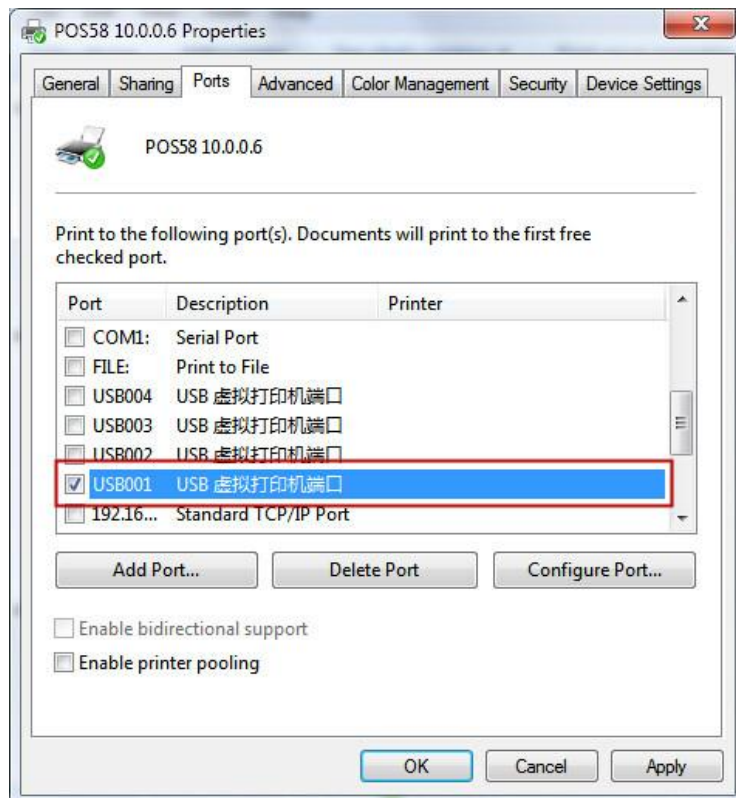 POS58 10.0.0.6 Properties
General Sharing Ports Advanced Color Management Security Device Settings
POS58 10.0.0.6
Print to the following port(s). Documents will print to the first free
checked port.
Port Description Printer
COM1: Serial Port
FILE: Print to File
USB004 USB 虚拟打印机端口
USB003 USB 虚拟打印机端口
USB002 USB 虚拟打印机端口
USB001 USB 虚拟打印机端口
192.16... Standard TCP/IP Port
Add Port... Delete Port Configure Port...
Enable bidirectional support
Enable printer pooling
OK Cancel Apply